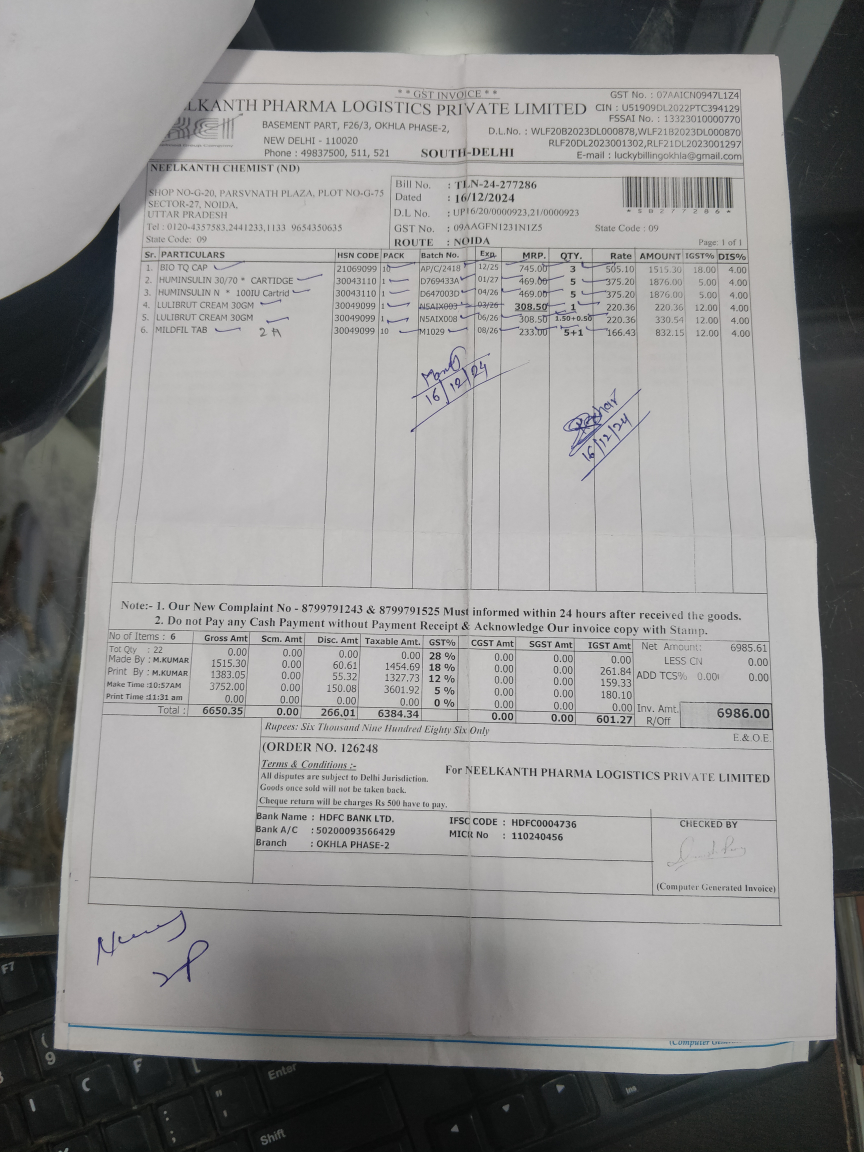 * * GST INVOICE * *
GST No. : 07AAICN0947L1Z4
ELKANTH PHARMA LOGISTICS PRIVATE LIMITED
CIN : U51909DL2022PTC394129
FSSAI No. : 13323010000770
BASEMENT PART, F26/3, OKHLA PHASE-2,
D.L.No. : WLF20B2023DL000878,WLF21B2023DL000870
NEW DELHI - 110020
RLF20DL2023001302,RLF21DL2023001297
Phone : 49837500, 511, 521
SOUTH-DELHI
E-mail : luckybillingokhla@gmail.com
NEELKANTH CHEMIST (ND)
SHOP NO-G-20, PARSVNATH PLAZA, PLOT NO-G-75
SECTOR-27, NOIDA,
UTTAR PRADESH
Tel : 0120-4357583,2441233,1133 9654350635
State Code: 09
Bill No. : TLN-24-277286
Dated : 16/12/2024
D.L No. : UP16/20/0000923,21/0000923
GST No. : 09AAGFN1231N1Z5 State Code : 09
ROUTE : NOIDA
* 5 0 2 7 7 2 8 6 *
Page: 1 of 1
Sr. PARTICULARS HSN CODE PACK Batch No. Exp. MRP. QTY. Rate AMOUNT IGST% DIS%
1. BIO TQ CAP 21069099 10 AP/C/2418 12/25 745.00 3 505.10 1515.30 18.00 4.00
2. HUMINSULIN 30/70 * CARTIDGE 30043110 1 D769433A 01/27 469.00 5 375.20 1876.00 5.00 4.00
3. HUMINSULIN N * 100IU Cartrid 30043110 1 D647003D 04/26 469.00 5 375.20 1876.00 5.00 4.00
4. LULIBRUT CREAM 30GM 30049099 1 N5AIX003 03/26 308.50 1 220.36 220.36 12.00 4.00
5. LULIBRUT CREAM 30GM 30049099 1 N5AIX008 06/26 308.50 1.50+0.50 220.36 330.54 12.00 4.00
6. MILDFIL TAB 30049099 10 M1029 08/26 233.00 5+1 166.43 832.15 12.00 4.00
16/12/24
16/12/24
Note:- 1. Our New Complaint No - 8799791243 & 8799791525 Must informed within 24 hours after received the goods.
2. Do not Pay any Cash Payment without Payment Receipt & Acknowledge Our invoice copy with Stamp.
No of Items : 6
Tot Qty : 22
Made By : M.KUMAR
Print By : M.KUMAR
Make Time :10:57AM
Print Time :11:31 am
Gross Amt Scm. Amt Disc. Amt Taxable Amt. GST% CGST Amt SGST Amt IGST Amt
0.00 0.00 0.00 0.00 28 % 0.00 0.00 0.00
1515.30 0.00 60.61 1454.69 18 % 0.00 0.00 261.84
1383.05 0.00 55.32 1327.73 12 % 0.00 0.00 159.33
3752.00 0.00 150.08 3601.92 5 % 0.00 0.00 180.10
0.00 0.00 0.00 0.00 0 % 0.00 0.00 0.00
Total : 6650.35 0.00 266.01 6384.34 0.00 0.00 601.27
Net Amount: 6985.61
LESS CN 0.00
ADD TCS% 0.00 0.00
Inv. Amt. 6986.00
R/Off
Rupees: Six Thousand Nine Hundred Eighty Six Only
E.& O.E.
(ORDER NO. 126248
Terms & Conditions :-
All disputes are subject to Delhi Jurisdiction.
Goods once sold will not be taken back.
Cheque return will be charges Rs 500 have to pay.
For NEELKANTH PHARMA LOGISTICS PRIVATE LIMITED
Bank Name : HDFC BANK LTD.
Bank A/C : 50200093566429
Branch : OKHLA PHASE-2
IFSC CODE : HDFC0004736
MICR No : 110240456
CHECKED BY
(Computer Generated Invoice)
(Computer
F7
9
(
L
C
F
Enter
Ins
Shift